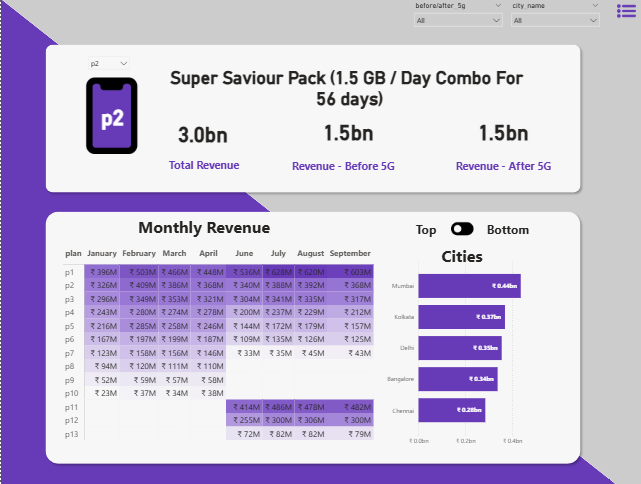 before/after_5g city_name
All All
p2
Super Saviour Pack (1.5 GB / Day Combo For
56 days)
p2
3.0bn 1.5bn 1.5bn
Total Revenue Revenue - Before 5G Revenue - After 5G
Monthly Revenue
Top Bottom
Cities
plan January February March April June July August September
p1 ₹ 396M ₹ 503M ₹ 466M ₹ 448M ₹ 536M ₹ 628M ₹ 628M ₹ 603M
p2 ₹ 326M ₹ 409M ₹ 386M ₹ 368M ₹ 340M ₹ 388M ₹ 392M ₹ 368M
p3 ₹ 296M ₹ 349M ₹ 353M ₹ 321M ₹ 304M ₹ 341M ₹ 335M ₹ 317M
p4 ₹ 243M ₹ 280M ₹ 274M ₹ 278M ₹ 200M ₹ 237M ₹ 229M ₹ 212M
p5 ₹ 216M ₹ 285M ₹ 258M ₹ 246M ₹ 144M ₹ 172M ₹ 179M ₹ 157M
p6 ₹ 167M ₹ 197M ₹ 199M ₹ 187M ₹ 109M ₹ 135M ₹ 126M ₹ 125M
p7 ₹ 123M ₹ 158M ₹ 156M ₹ 146M ₹ 33M ₹ 35M ₹ 45M ₹ 43M
p8 ₹ 94M ₹ 120M ₹ 111M ₹ 110M
p9 ₹ 52M ₹ 59M ₹ 57M ₹ 58M
p10 ₹ 23M ₹ 37M ₹ 34M ₹ 38M
p11 ₹ 414M ₹ 486M ₹ 478M ₹ 482M
p12 ₹ 255M ₹ 300M ₹ 306M ₹ 300M
p13 ₹ 72M ₹ 82M ₹ 82M ₹ 79M
Mumbai ₹ 0.44bn
Kolkata ₹ 0.37bn
Delhi ₹ 0.35bn
Bangalore ₹ 0.34bn
Chennai ₹ 0.28bn
₹ 0.0bn ₹ 0.2bn ₹ 0.4bn